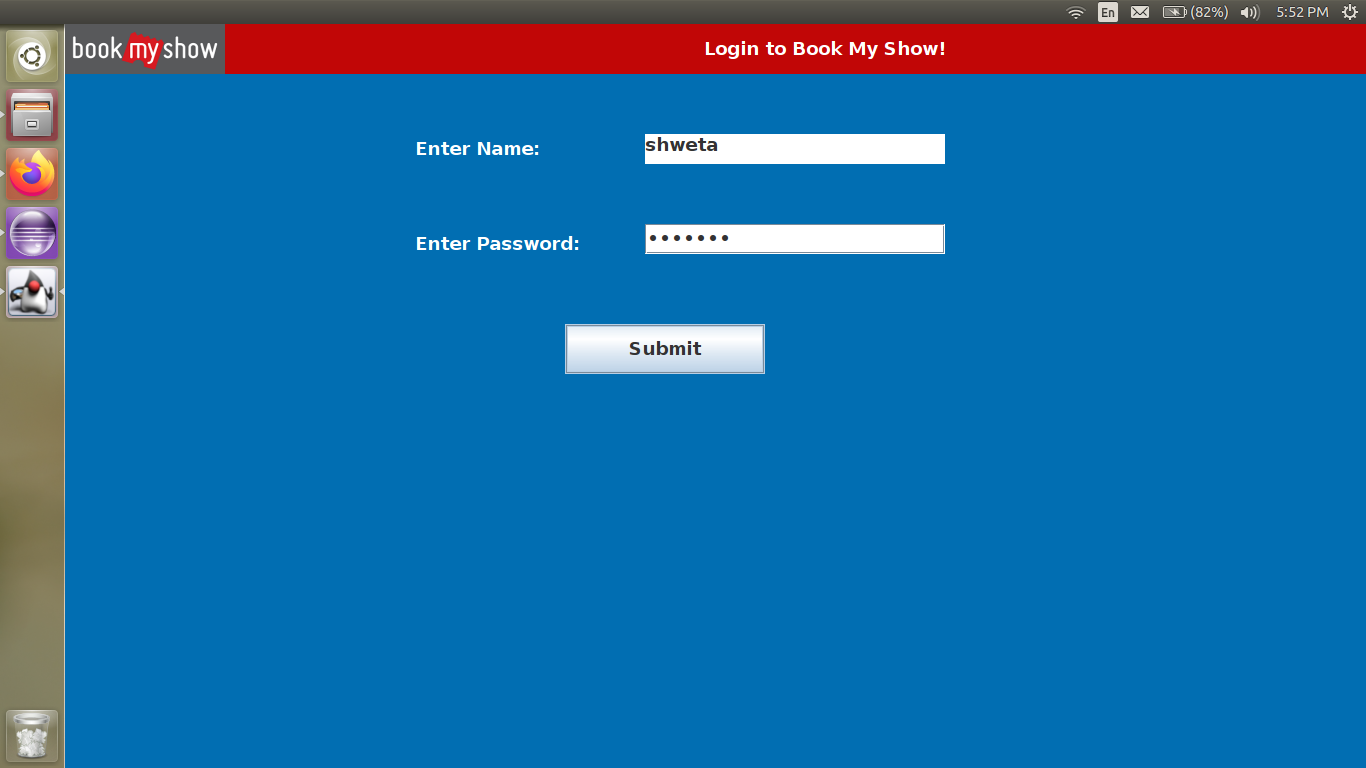 En (82%) 5:52 PM
book my show Login to Book My Show!
Enter Name: shweta
Enter Password: •••••••
Submit